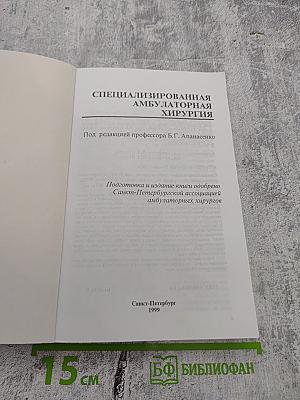 СПЕЦИАЛИЗИРОВАННАЯ
АМБУЛАТОРНАЯ
ХИРУРГИЯ
Под редакцией профессора Б.Г. Апанасенко
Подготовка и издание книги одобрено
Санкт-Петербургской ассоциацией
амбулаторных хирургов
Санкт-Петербург
1999
15 см
БФ БИБЛИОФАН